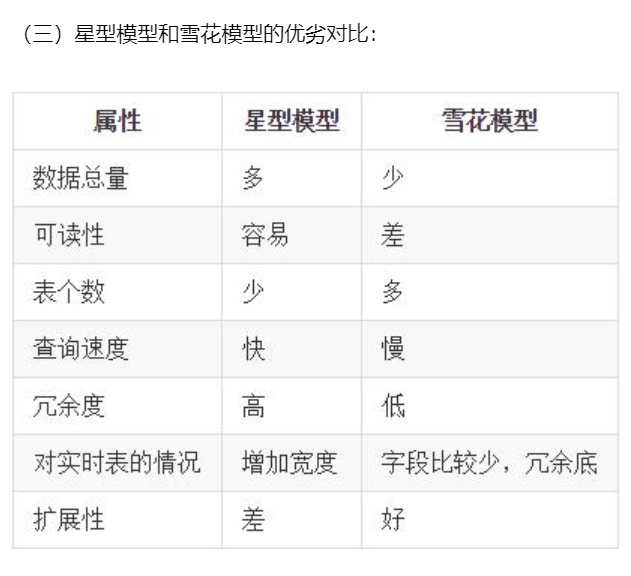 （三）星型模型和雪花模型的优劣对比：
属性 星型模型 雪花模型
数据总量 多 少
可读性 容易 差
表个数 少 多
查询速度 快 慢
冗余度 高 低
对实时表的情况 增加宽度 字段比较少，冗余底
扩展性 差 好